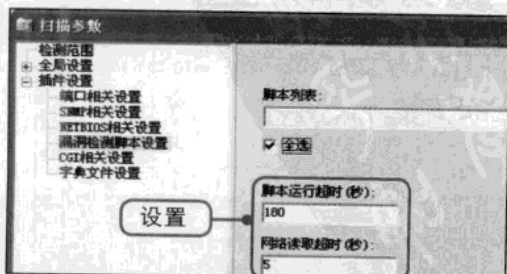 扫描参数
检测范围
全局设置
插件设置
端口相关设置
SNMP相关设置
NETBIOS相关设置
漏洞检测脚本设置
CGI相关设置
字典文件设置
脚本列表:
全选
脚本运行超时(秒):
180
网络读取超时(秒):
5
设置